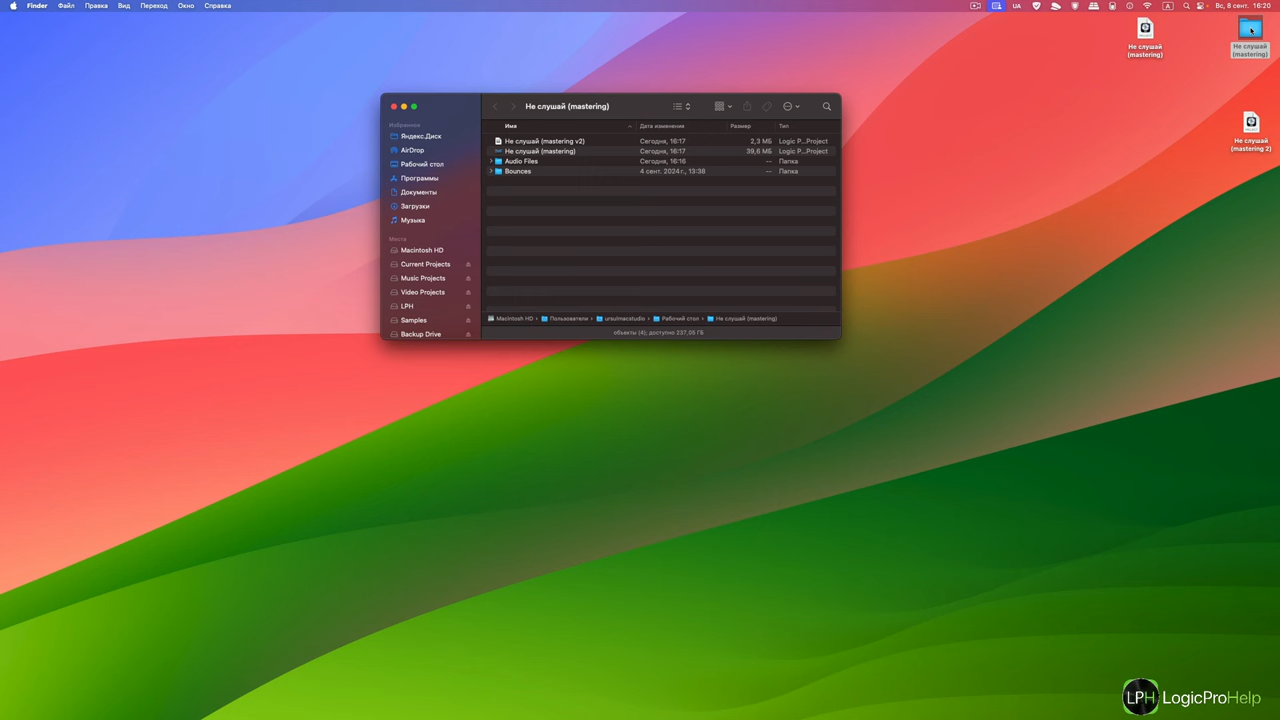 Finder Файл Правка Вид Переход Окно Справка UA A Вс, 8 сент. 16:20
PROJECT
Не слушай
(mastering)
Не слушай
(mastering)
PROJECT
Не слушай
(mastering 2)
Не слушай (mastering)
Избранное
Яндекс.Диск
AirDrop
Рабочий стол
Программы
Документы
Загрузки
Музыка
Места
Macintosh HD
Current Projects
Music Projects
Video Projects
LPH
Samples
Backup Drive
Имя Дата изменения Размер Тип
Не слушай (mastering v2) Сегодня, 16:17 2,3 МБ Logic P...Project
Не слушай (mastering) Сегодня, 16:17 39,6 МБ Logic P...Project
Audio Files Сегодня, 16:16 -- Папка
Bounces 4 сент. 2024 г., 13:38 -- Папка
Macintosh HD › Пользователи › ursulmacstudio › Рабочий стол › Не слушай (mastering)
объекты (4); доступно 237,05 ГБ
LPH LogicProHelp